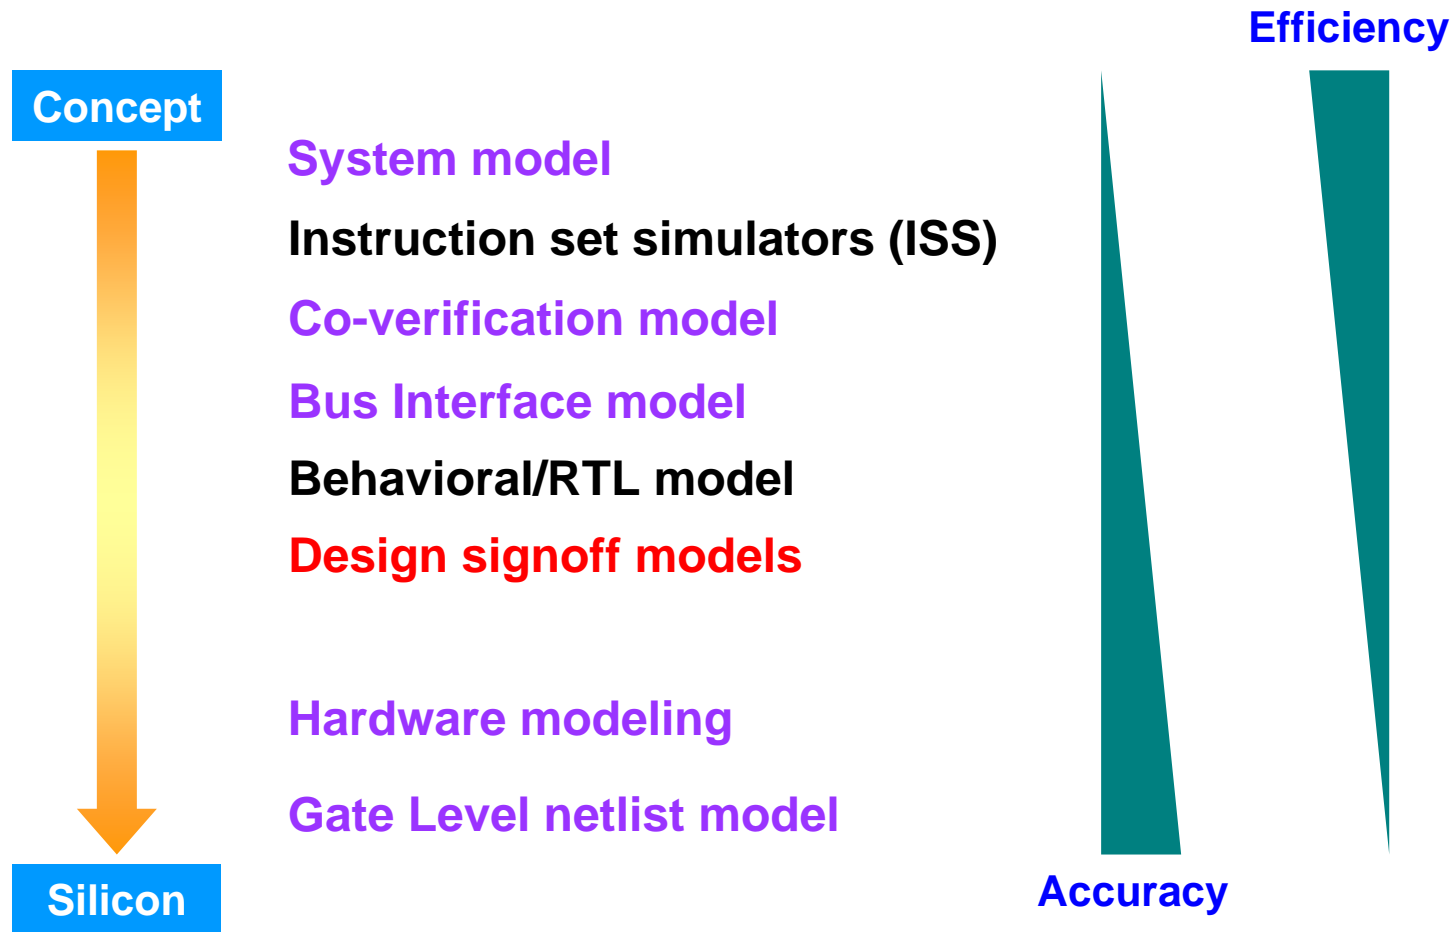 Efficiency
Concept
System model
Instruction set simulators (ISS)
Co-verification model
Bus Interface model
Behavioral/RTL model
Design signoff models
Hardware modeling
Gate Level netlist model
Silicon
Accuracy